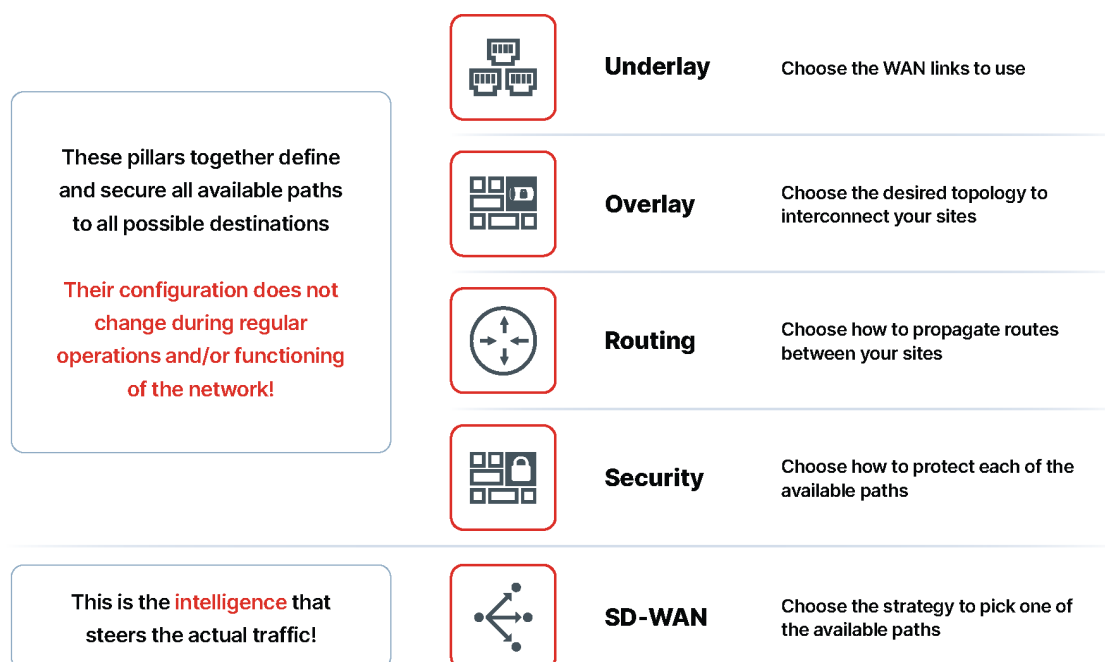 Underlay
Choose the WAN links to use
These pillars together define
and secure all available paths
to all possible destinations
Their configuration does not
change during regular
operations and/or functioning
of the network!
Overlay
Choose the desired topology to
interconnect your sites
Routing
Choose how to propagate routes
between your sites
Security
Choose how to protect each of the
available paths
This is the intelligence that
steers the actual traffic!
SD-WAN
Choose the strategy to pick one of
the available paths